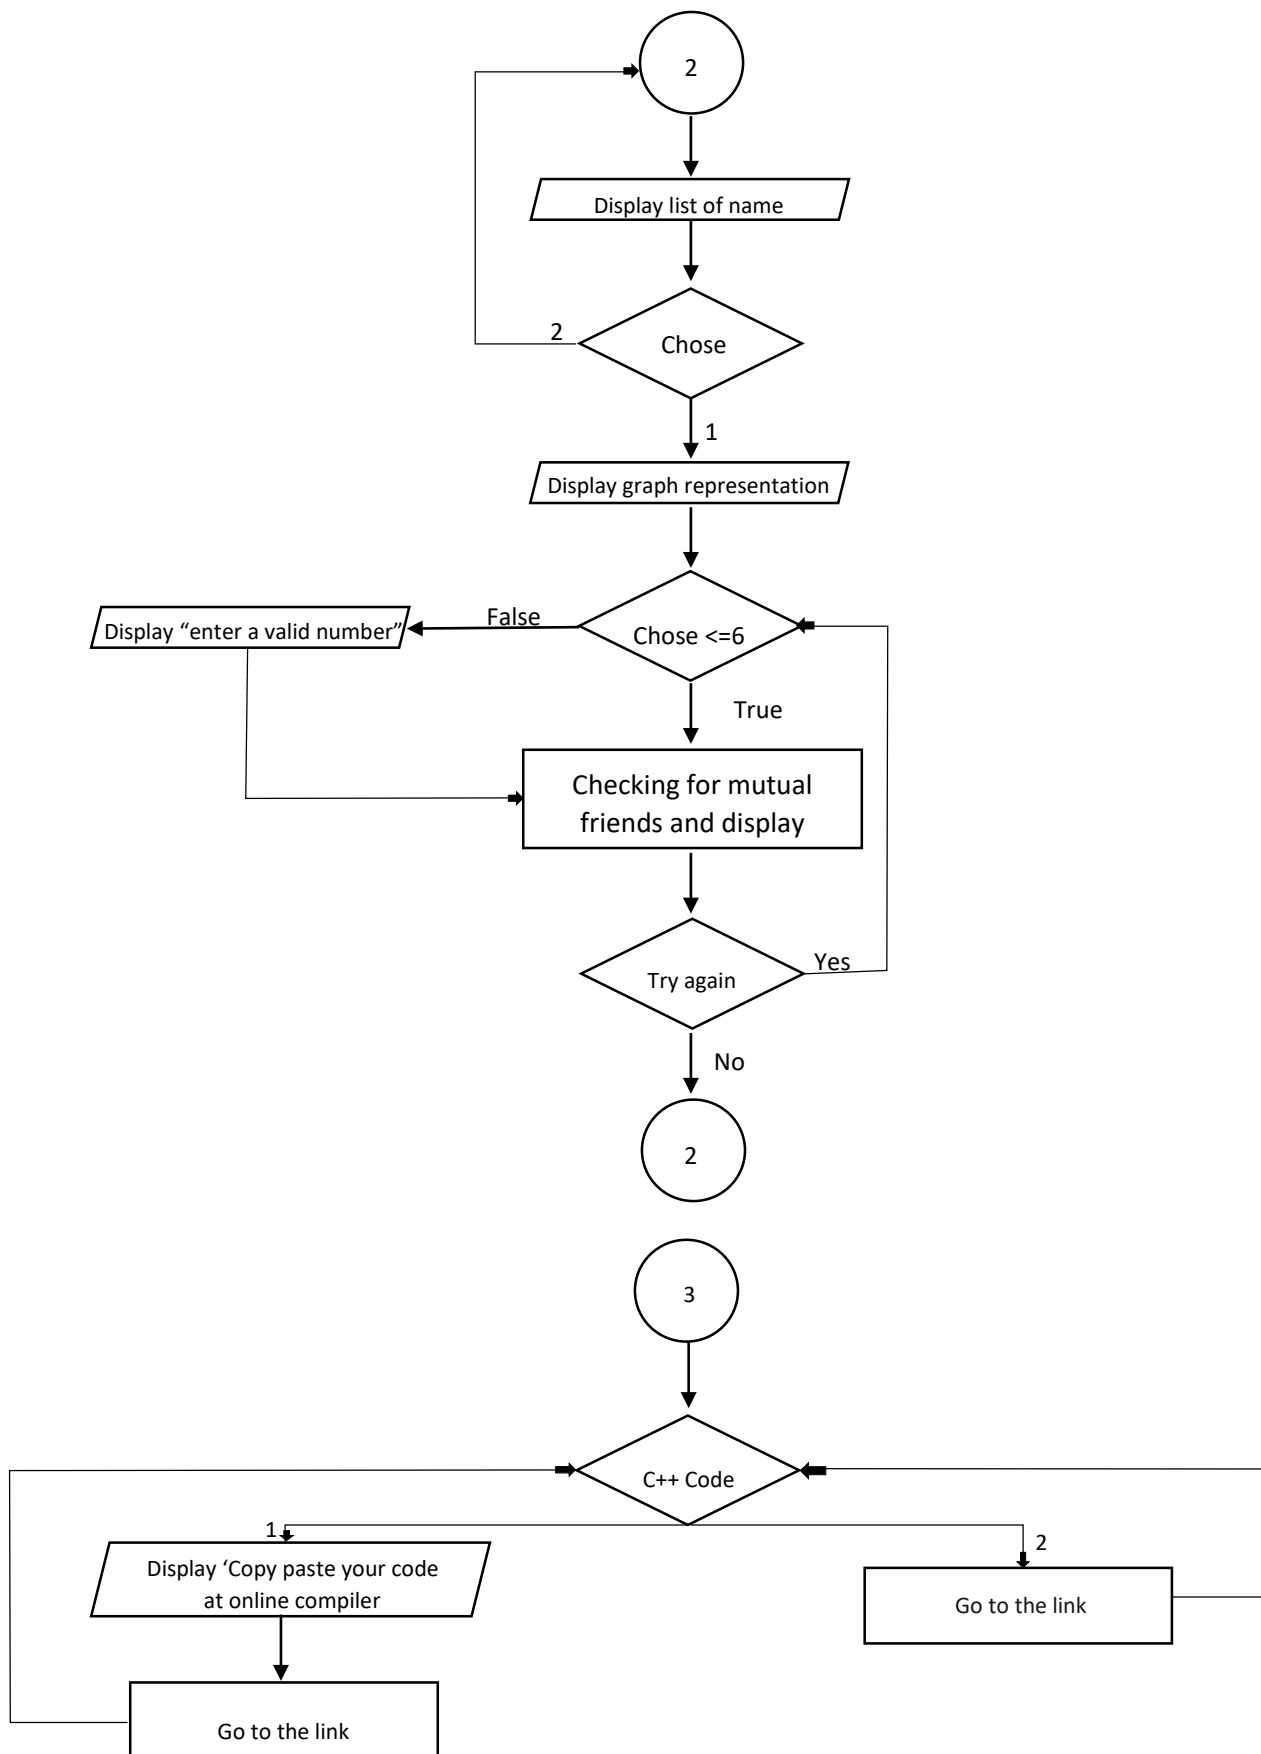 2
Display list of name
2
Chose
1
Display graph representation
False
Display “enter a valid number”
Chose <=6
True
Checking for mutual
friends and display
Yes
Try again
No
2
3
C++ Code
1
2
Display ‘Copy paste your code
at online compiler
Go to the link
Go to the link